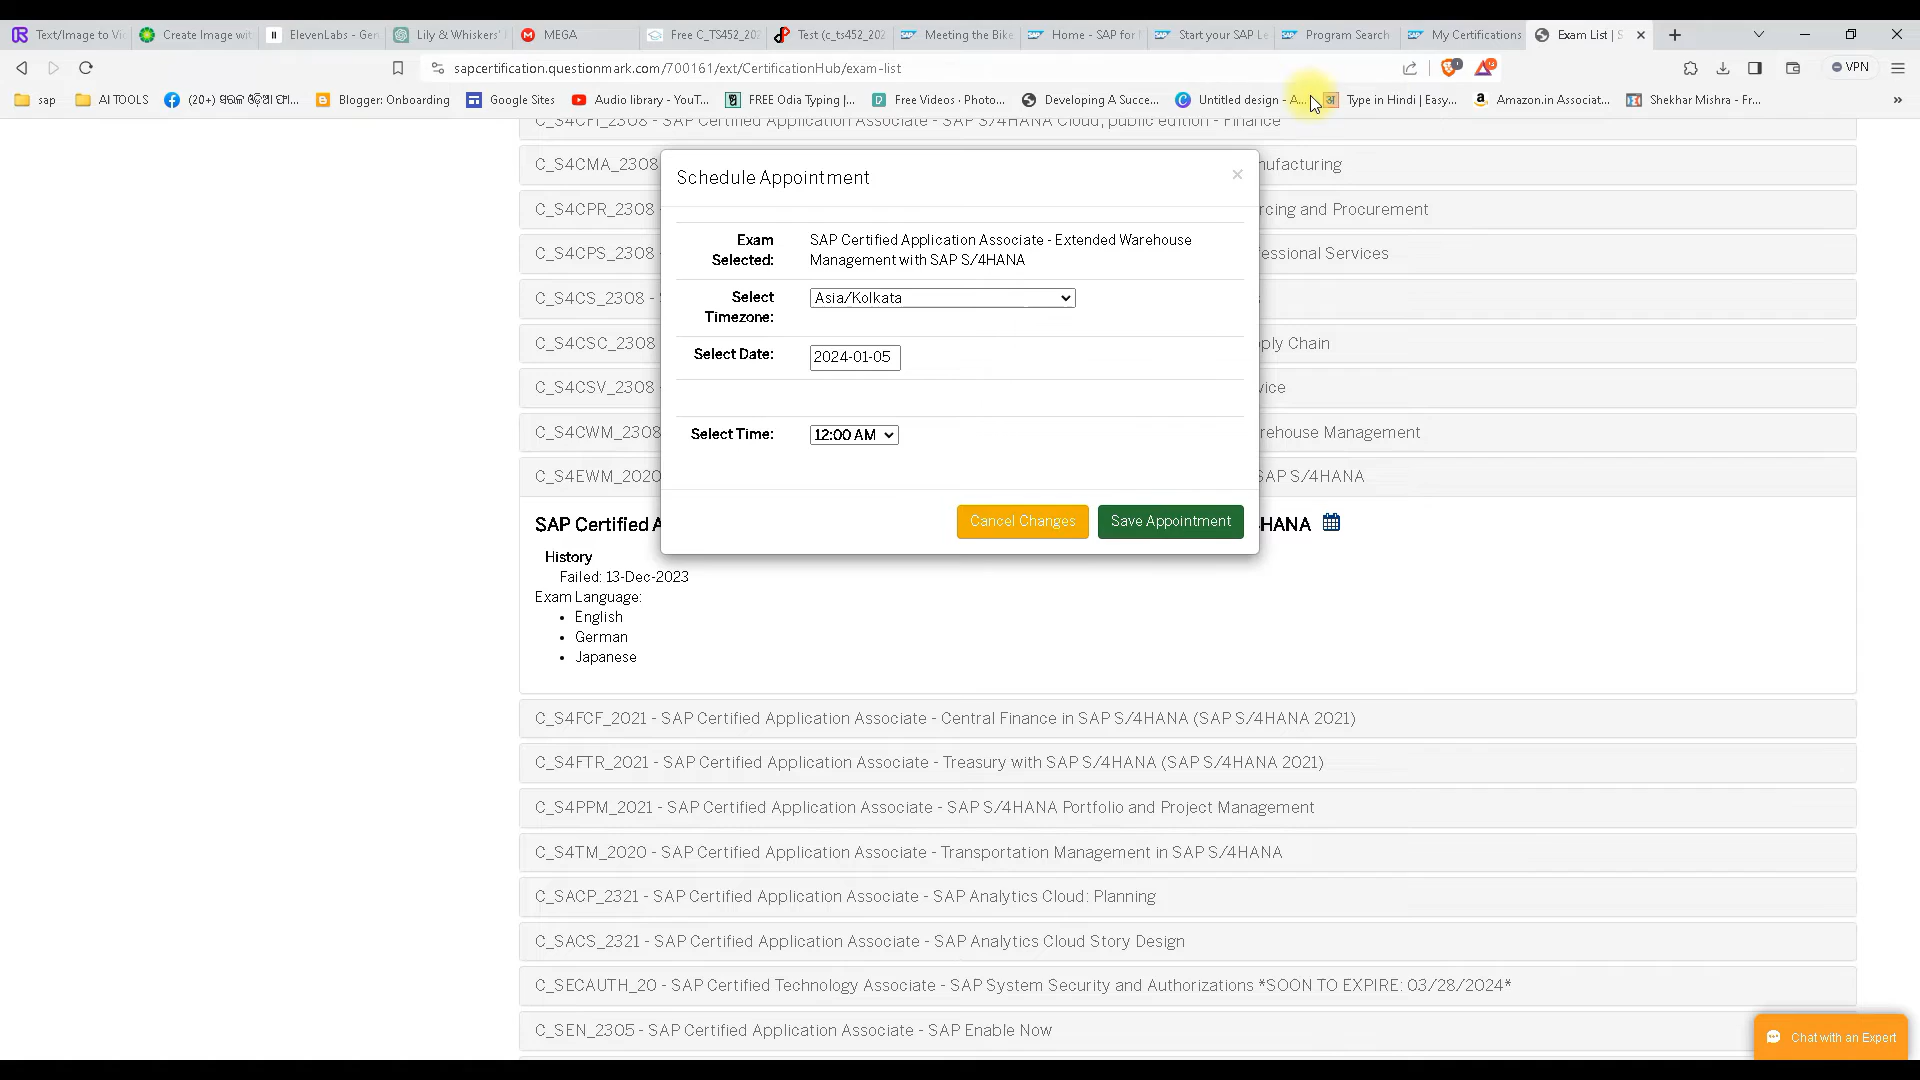 Text/Image to Vi
Create Image wit
ElevenLabs - Gen
Lily & Whiskers'
MEGA
Free C_TS452_202
Test (c_ts452_202
Meeting the Bike
Home - SAP for
Start your SAP Le
Program Search
My Certifications
Exam List | S
sapcertification.questionmark.com/700161/ext/CertificationHub/exam-list
VPN
sap
AI TOOLS
Blogger: Onboarding
Google Sites
Audio library - YouT...
FREE Odia Typing |...
Free Videos · Photo...
Developing A Succe...
Untitled design - A...
Type in Hindi | Easy...
Amazon.in Associat...
Shekhar Mishra - Fr...
C_S4CFI_2308 - SAP Certified Application Associate - SAP S/4HANA Cloud, public edition - Finance
C_S4CMA_2308
nufacturing
C_S4CPR_2308 -
rcing and Procurement
C_S4CPS_2308 -
fessional Services
C_S4CS_2308 -
C_S4CSC_2308
ply Chain
C_S4CSV_2308
vice
C_S4CWM_2308
rehouse Management
C_S4EWM_2020
SAP S/4HANA
Schedule Appointment
Exam Selected:
SAP Certified Application Associate - Extended Warehouse
Management with SAP S/4HANA
Select Timezone:
Asia/Kolkata
Select Date:
2024-01-05
Select Time:
12:00 AM
Cancel Changes
Save Appointment
SAP Certified A
HANA
History
Failed: 13-Dec-2023
Exam Language:
English
German
Japanese
C_S4FCF_2021 - SAP Certified Application Associate - Central Finance in SAP S/4HANA (SAP S/4HANA 2021)
C_S4FTR_2021 - SAP Certified Application Associate - Treasury with SAP S/4HANA (SAP S/4HANA 2021)
C_S4PPM_2021 - SAP Certified Application Associate - SAP S/4HANA Portfolio and Project Management
C_S4TM_2020 - SAP Certified Application Associate - Transportation Management in SAP S/4HANA
C_SACP_2321 - SAP Certified Application Associate - SAP Analytics Cloud: Planning
C_SACS_2321 - SAP Certified Application Associate - SAP Analytics Cloud Story Design
C_SECAUTH_20 - SAP Certified Technology Associate - SAP System Security and Authorizations *SOON TO EXPIRE: 03/28/2024*
C_SEN_2305 - SAP Certified Application Associate - SAP Enable Now
Chat with an Expert